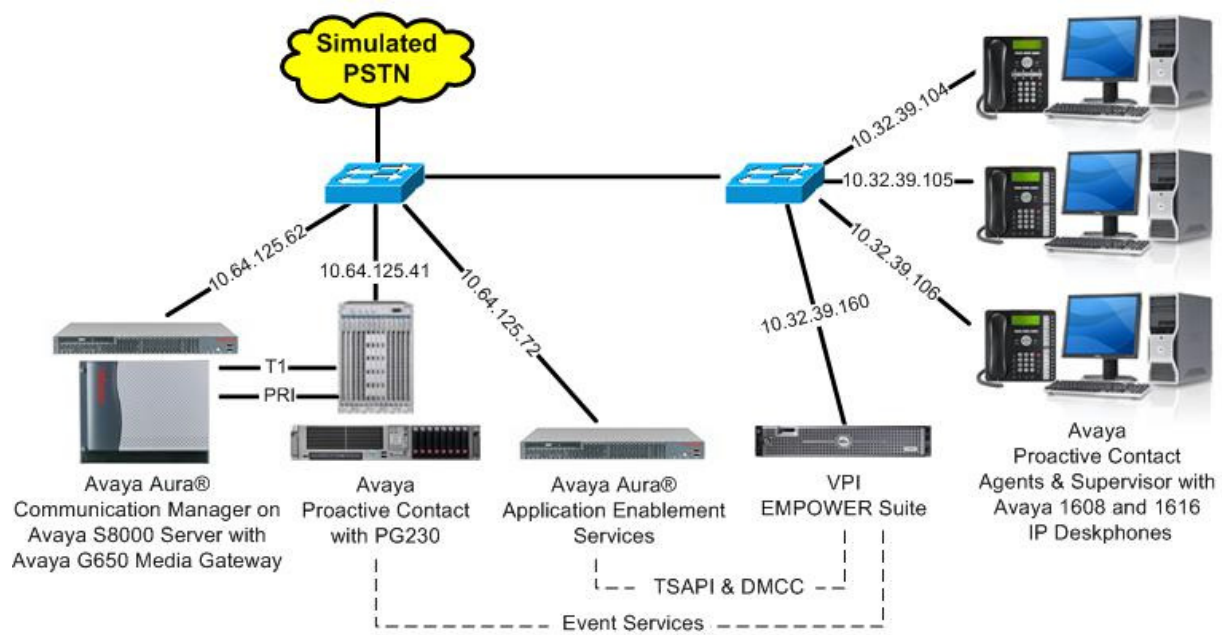 Simulated
PSTN
10.32.39.104
10.32.39.105
10.32.39.106
10.64.125.62
10.64.125.41
10.64.125.72
10.32.39.160
T1
PRI
Avaya Aura®
Communication Manager on
Avaya S8000 Server with
Avaya G650 Media Gateway
Avaya
Proactive Contact
with PG230
Avaya Aura®
Application Enablement
Services
VPI
EMPOWER Suite
Avaya
Proactive Contact
Agents & Supervisor with
Avaya 1608 and 1616
IP Deskphones
TSAPI & DMCC
Event Services